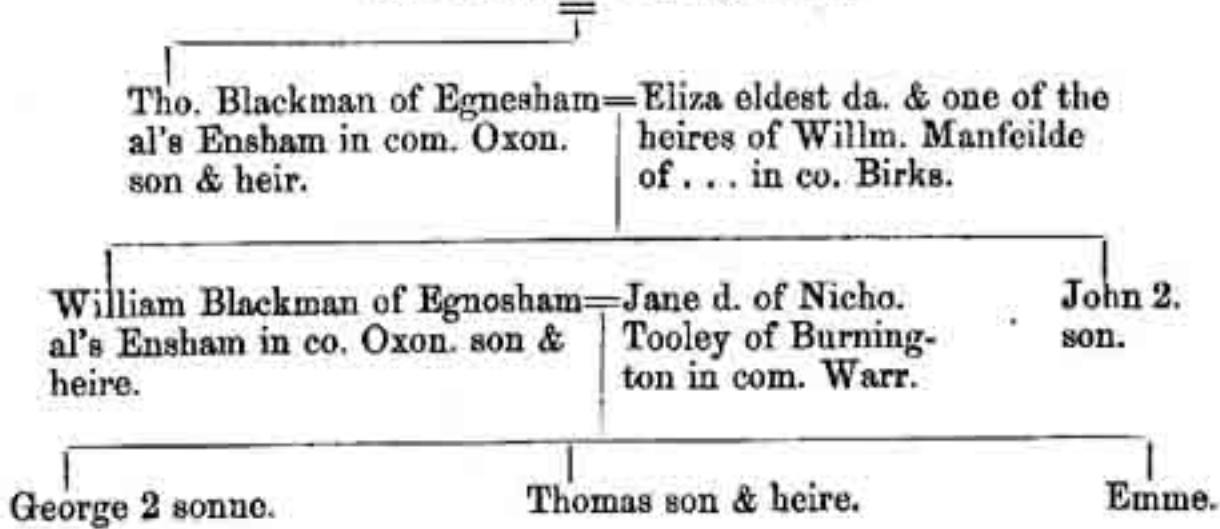 Tho. Blackman of Egnesham=Eliza eldest da. & one of the
al's Ensham in com. Oxon. heires of Willm. Manfeilde
son & heir. of . . . in co. Birks.
William Blackman of Egnosham=Jane d. of Nicho. John 2.
al's Ensham in co. Oxon. son & Tooley of Burning- son.
heire. ton in com. Warr.
George 2 sonne. Thomas son & heire. Emme.